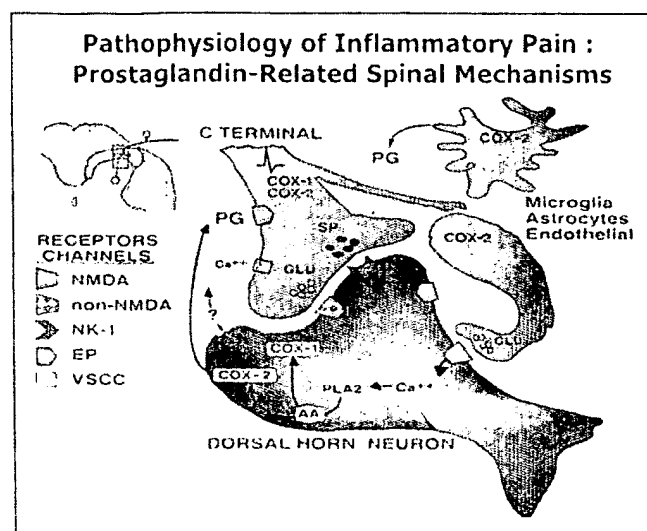 Pathophysiology of Inflammatory Pain :
Prostaglandin-Related Spinal Mechanisms
C TERMINAL
COX-2
PG
COX-1
COX-2
Microglia
Astrocytes
Endothelial
PG
SP
COX-2
RECEPTORS
CHANNELS
Ca++
GLU
NMDA
non-NMDA
NK-1
EP
VSCC
?
GLU
COX-1
COX-2
PLA2
Ca++
AA
DORSAL HORN NEURON